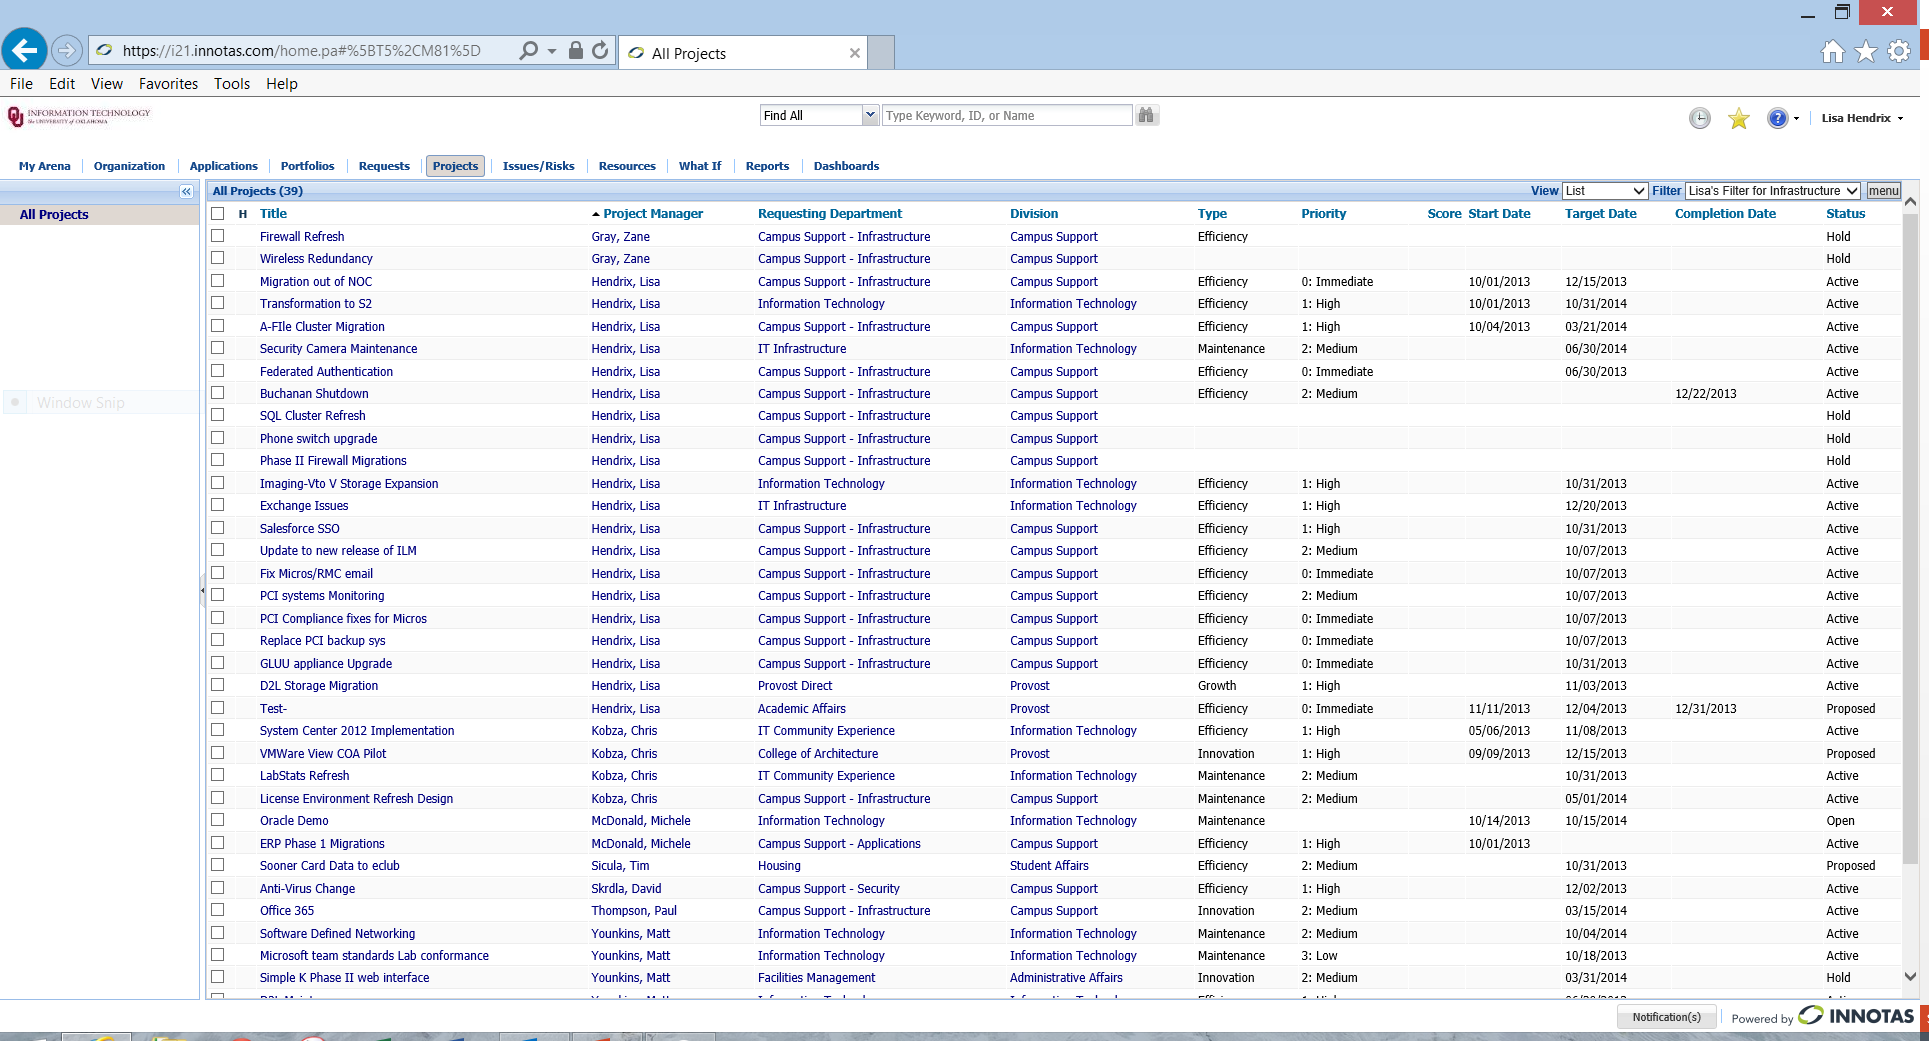 https://i21.innotas.com/home.pa#%5BT5%2CM81%5D All Projects
File Edit View Favorites Tools Help
INFORMATION TECHNOLOGY
the UNIVERSITY of OKLAHOMA
Find All Type Keyword, ID, or Name ? Lisa Hendrix
My Arena Organization Applications Portfolios Requests Projects Issues/Risks Resources What If Reports Dashboards
All Projects (39) View List Filter Lisa's Filter for Infrastructure menu
All Projects
Window Snip
H Title Project Manager Requesting Department Division Type Priority Score Start Date Target Date Completion Date Status
Firewall Refresh Gray, Zane Campus Support - Infrastructure Campus Support Efficiency Hold
Wireless Redundancy Gray, Zane Campus Support - Infrastructure Campus Support Hold
Migration out of NOC Hendrix, Lisa Campus Support - Infrastructure Campus Support Efficiency 0: Immediate 10/01/2013 12/15/2013 Active
Transformation to S2 Hendrix, Lisa Information Technology Information Technology Efficiency 1: High 10/01/2013 10/31/2014 Active
A-FIle Cluster Migration Hendrix, Lisa Campus Support - Infrastructure Campus Support Efficiency 1: High 10/04/2013 03/21/2014 Active
Security Camera Maintenance Hendrix, Lisa IT Infrastructure Information Technology Maintenance 2: Medium 06/30/2014 Active
Federated Authentication Hendrix, Lisa Campus Support - Infrastructure Campus Support Efficiency 0: Immediate 06/30/2013 Active
Buchanan Shutdown Hendrix, Lisa Campus Support - Infrastructure Campus Support Efficiency 2: Medium 12/22/2013 Active
SQL Cluster Refresh Hendrix, Lisa Campus Support - Infrastructure Campus Support Hold
Phone switch upgrade Hendrix, Lisa Campus Support - Infrastructure Campus Support Hold
Phase II Firewall Migrations Hendrix, Lisa Campus Support - Infrastructure Campus Support Hold
Imaging-Vto V Storage Expansion Hendrix, Lisa Information Technology Information Technology Efficiency 1: High 10/31/2013 Active
Exchange Issues Hendrix, Lisa IT Infrastructure Information Technology Efficiency 1: High 12/20/2013 Active
Salesforce SSO Hendrix, Lisa Campus Support - Infrastructure Campus Support Efficiency 1: High 10/31/2013 Active
Update to new release of ILM Hendrix, Lisa Campus Support - Infrastructure Campus Support Efficiency 2: Medium 10/07/2013 Active
Fix Micros/RMC email Hendrix, Lisa Campus Support - Infrastructure Campus Support Efficiency 0: Immediate 10/07/2013 Active
PCI systems Monitoring Hendrix, Lisa Campus Support - Infrastructure Campus Support Efficiency 2: Medium 10/07/2013 Active
PCI Compliance fixes for Micros Hendrix, Lisa Campus Support - Infrastructure Campus Support Efficiency 0: Immediate 10/07/2013 Active
Replace PCI backup sys Hendrix, Lisa Campus Support - Infrastructure Campus Support Efficiency 0: Immediate 10/07/2013 Active
GLUU appliance Upgrade Hendrix, Lisa Campus Support - Infrastructure Campus Support Efficiency 0: Immediate 10/31/2013 Active
D2L Storage Migration Hendrix, Lisa Provost Direct Provost Growth 1: High 11/03/2013 Active
Test- Hendrix, Lisa Academic Affairs Provost Efficiency 0: Immediate 11/11/2013 12/04/2013 12/31/2013 Proposed
System Center 2012 Implementation Kobza, Chris IT Community Experience Information Technology Efficiency 1: High 05/06/2013 11/08/2013 Active
VMWare View COA Pilot Kobza, Chris College of Architecture Provost Innovation 1: High 09/09/2013 12/15/2013 Proposed
LabStats Refresh Kobza, Chris IT Community Experience Information Technology Maintenance 2: Medium 10/31/2013 Active
License Environment Refresh Design Kobza, Chris Campus Support - Infrastructure Campus Support Maintenance 2: Medium 05/01/2014 Active
Oracle Demo McDonald, Michele Information Technology Information Technology Maintenance 10/14/2013 10/15/2014 Open
ERP Phase 1 Migrations McDonald, Michele Campus Support - Applications Campus Support Efficiency 1: High 10/01/2013 Active
Sooner Card Data to eclub Sicula, Tim Housing Student Affairs Efficiency 2: Medium 10/31/2013 Proposed
Anti-Virus Change Skrdla, David Campus Support - Security Campus Support Efficiency 1: High 12/02/2013 Active
Office 365 Thompson, Paul Campus Support - Infrastructure Campus Support Innovation 2: Medium 03/15/2014 Active
Software Defined Networking Younkins, Matt Information Technology Information Technology Maintenance 2: Medium 10/04/2014 Active
Microsoft team standards Lab conformance Younkins, Matt Information Technology Information Technology Maintenance 3: Low 10/18/2013 Active
Simple K Phase II web interface Younkins, Matt Facilities Management Administrative Affairs Innovation 2: Medium 03/31/2014 Hold
Notification(s) Powered by INNOTAS